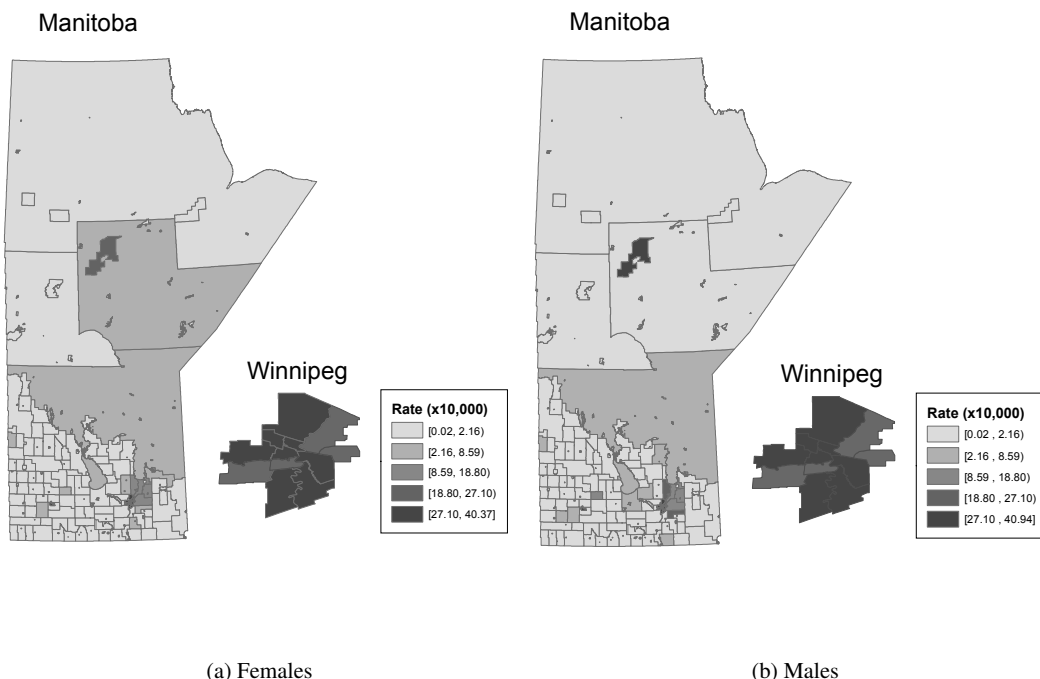 Manitoba
Winnipeg
Rate (x10,000)
[0.02, 2.16)
[2.16, 8.59)
[8.59, 18.80)
[18.80, 27.10)
[27.10, 40.37]
(a) Females
Manitoba
Winnipeg
Rate (x10,000)
[0.02 , 2.16)
[2.16 , 8.59)
[8.59 , 18.80)
[18.80 , 27.10)
[27.10 , 40.94]
(b) Males